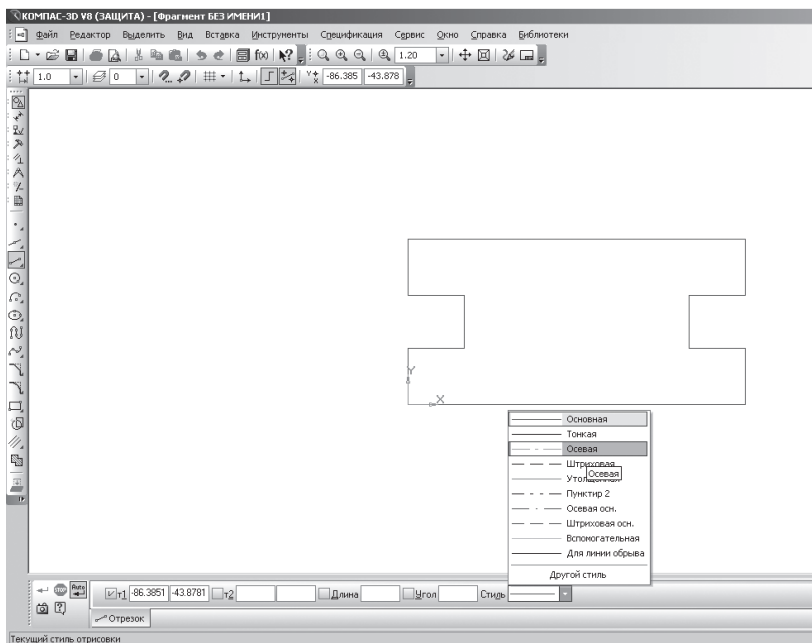 КОМПАС-3D V8 (ЗАЩИТА) - [Фрагмент БЕЗ ИМЕНИ1]
Файл Редактор Выделить Вид Вставка Инструменты Спецификация Сервис Окно Справка Библиотеки
f(x) 1.20
1.0 0 -86.385 -43.878
Y
X
Основная
Тонкая
Осевая
Штриховая
Утолщенная
Осевая
Пунктир 2
Осевая осн.
Штриховая осн.
Вспомогательная
Для линии обрыва
Другой стиль
STOP Auto т1 -86.3851 -43.8781 т2 Длина Угол Стиль
Отрезок
Текущий стиль отрисовки